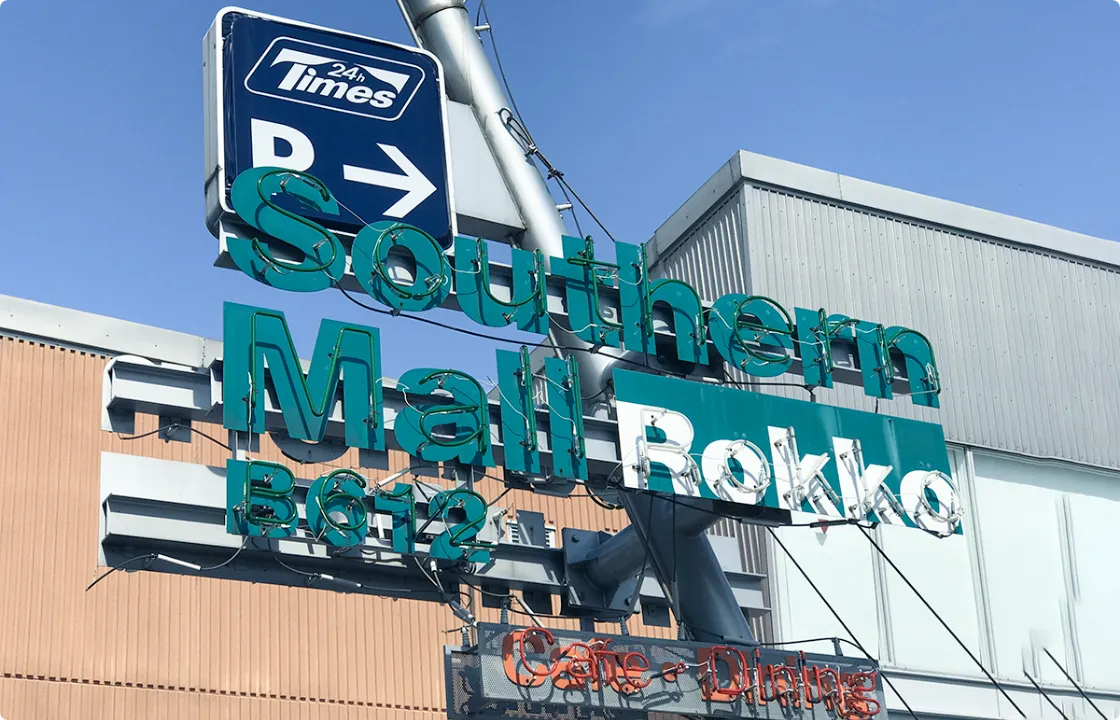 24h
Times
P →
Southern
Mall
Rokko
B612
Cafe・Dining